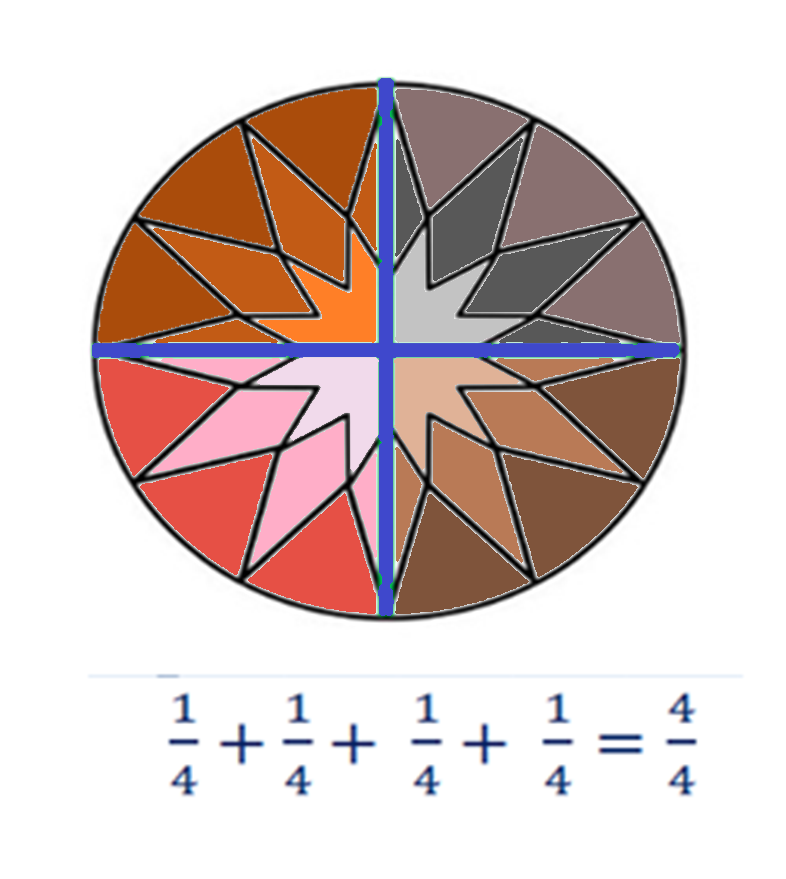 1/4 + 1/4 + 1/4 + 1/4 = 4/4